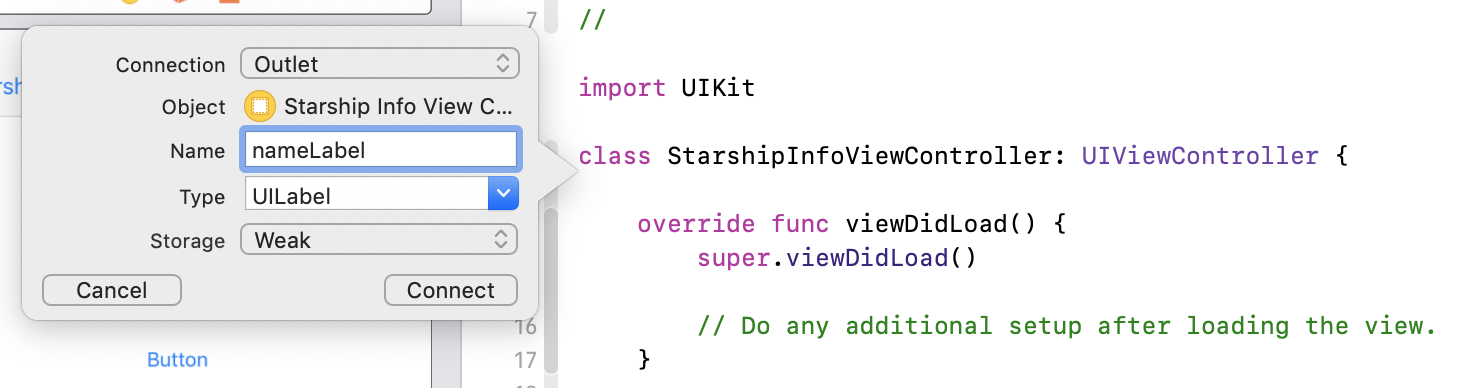 Connection Outlet
Object Starship Info View C...
Name nameLabel
Type UILabel
Storage Weak
Cancel Connect
Button
7 //
import UIKit
class StarshipInfoViewController: UIViewController {
override func viewDidLoad() {
super.viewDidLoad()
16 // Do any additional setup after loading the view.
17 }